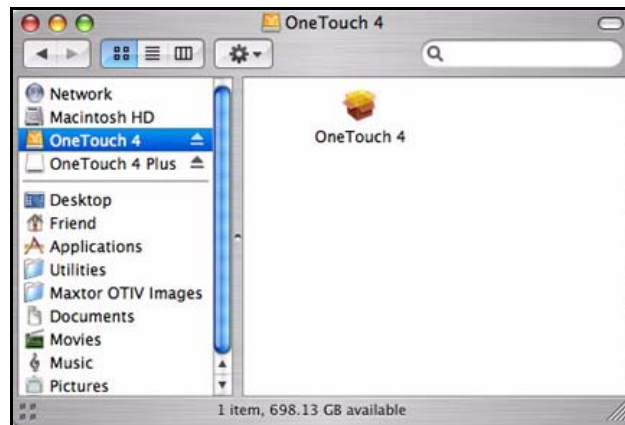 OneTouch 4
Network
Macintosh HD
OneTouch 4
OneTouch 4 Plus
Desktop
Friend
Applications
Utilities
Maxtor OTIV Images
Documents
Movies
Music
Pictures
OneTouch 4
1 item, 698.13 GB available